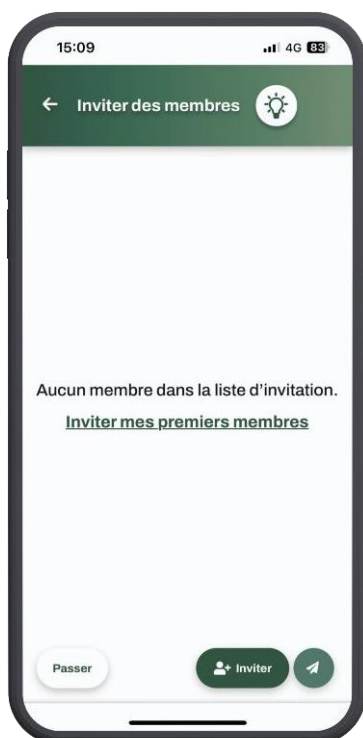 15:09
4G 83
Inviter des membres
Aucun membre dans la liste d’invitation.
Inviter mes premiers membres
Passer
Inviter